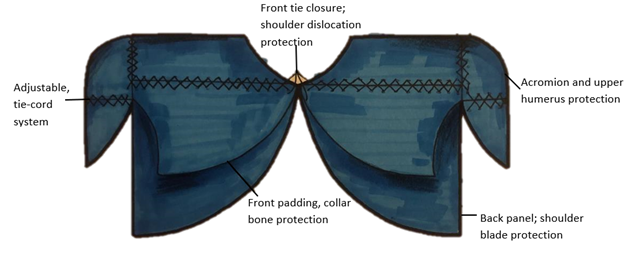 Front tie closure;
shoulder dislocation
protection
Adjustable,
tie-cord
system
Acromion and upper
humerus protection
Front padding, collar
bone protection
Back panel; shoulder
blade protection